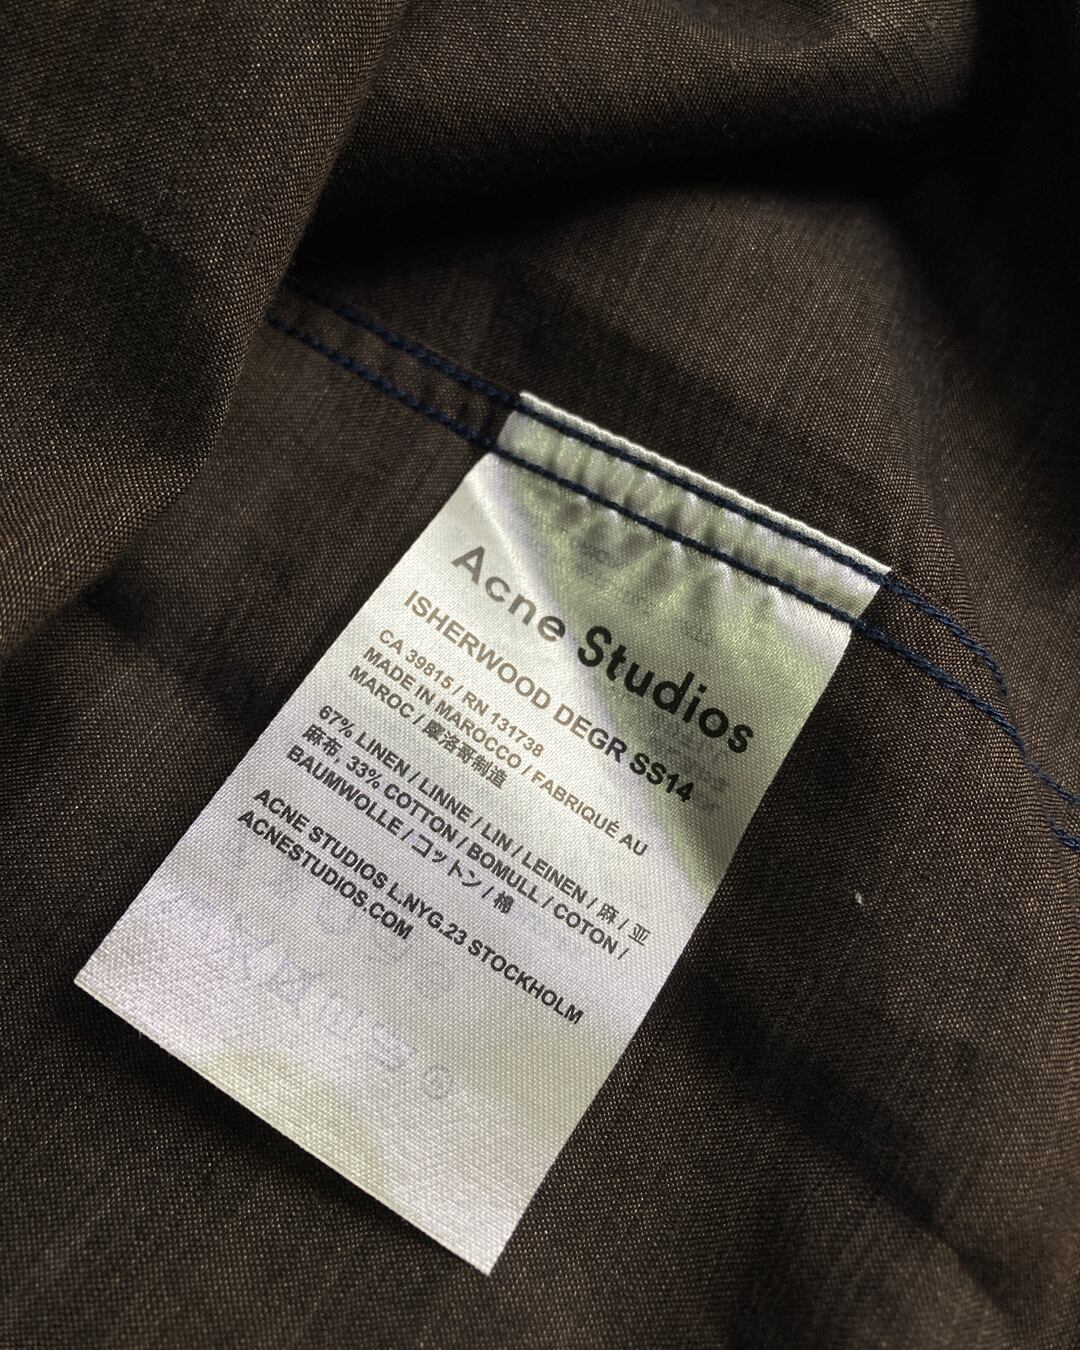 Acne Studios
ISHERWOOD DEGR SS14
CA 39815 / RN 131738
MADE IN MAROCCO / FABRIQUÉ AU
MAROC / 摩洛哥制造
67% LINEN / LINNE / LIN / LEINEN / 麻 / 亚
麻布, 33% COTTON / BOMULL / COTON /
BAUMWOLLE / コットン / 棉
ACNE STUDIOS L.NYG.23 STOCKHOLM
ACNESTUDIOS.COM